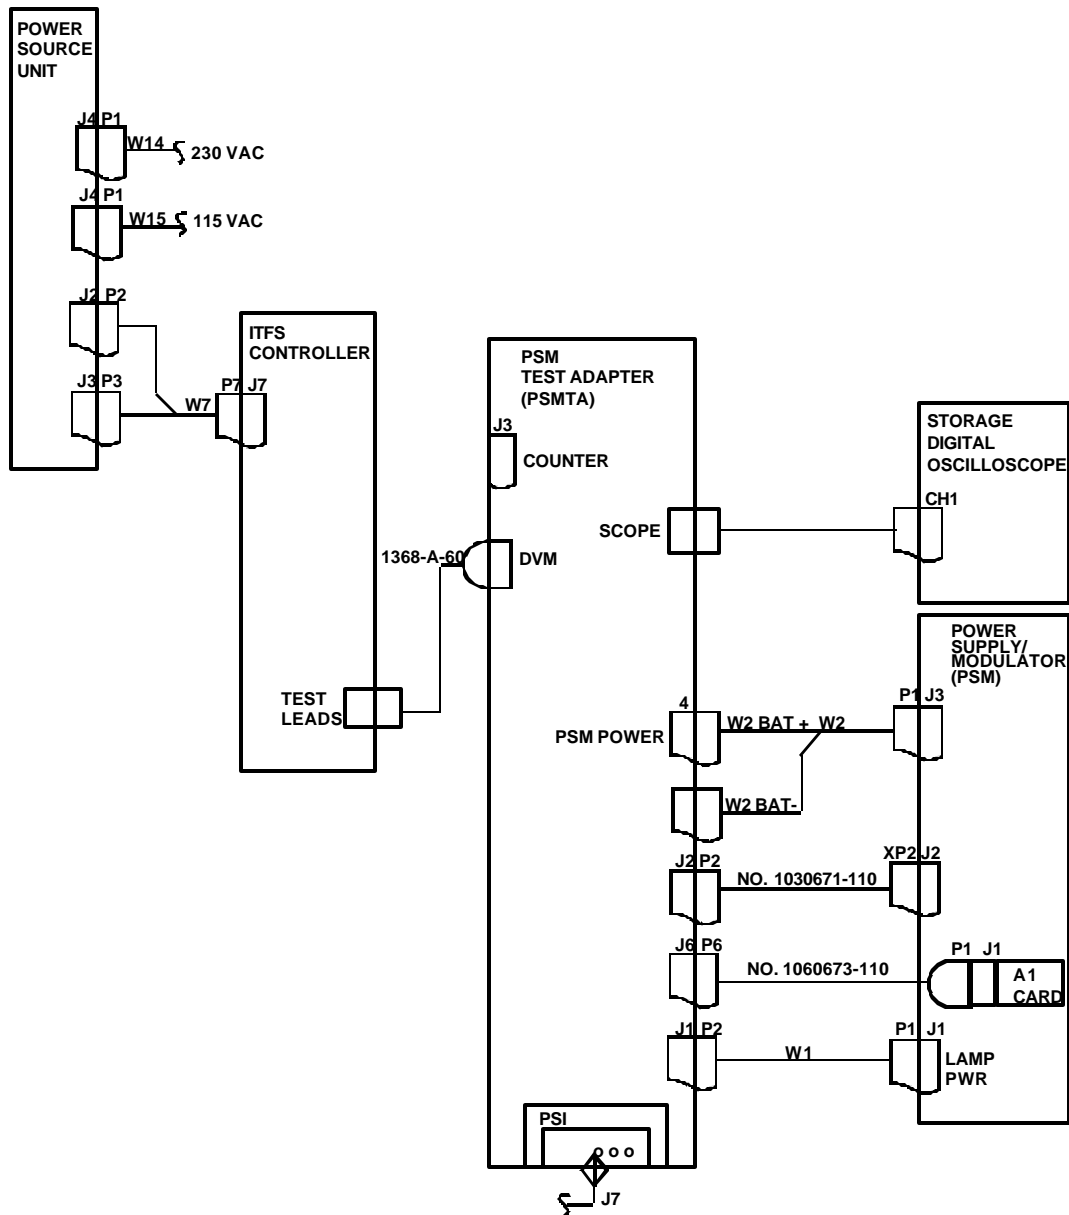 POWER
SOURCE
UNIT
J4 P1
W14
230 VAC
J4 P1
W15
115 VAC
J2 P2
J3 P3
W7
P7 J7
ITFS
CONTROLLER
TEST
LEADS
1368-A-60
PSM
TEST ADAPTER
(PSMTA)
J3
COUNTER
DVM
SCOPE
STORAGE
DIGITAL
OSCILLOSCOPE
CH1
POWER
SUPPLY/
MODULATOR
(PSM)
4
PSM POWER
W2 BAT + W2
P1 J3
W2 BAT-
J2 P2
NO. 1030671-110
XP2 J2
J6 P6
NO. 1060673-110
P1 J1
A1
CARD
J1 P2
W1
P1 J1
LAMP
PWR
PSI
J7